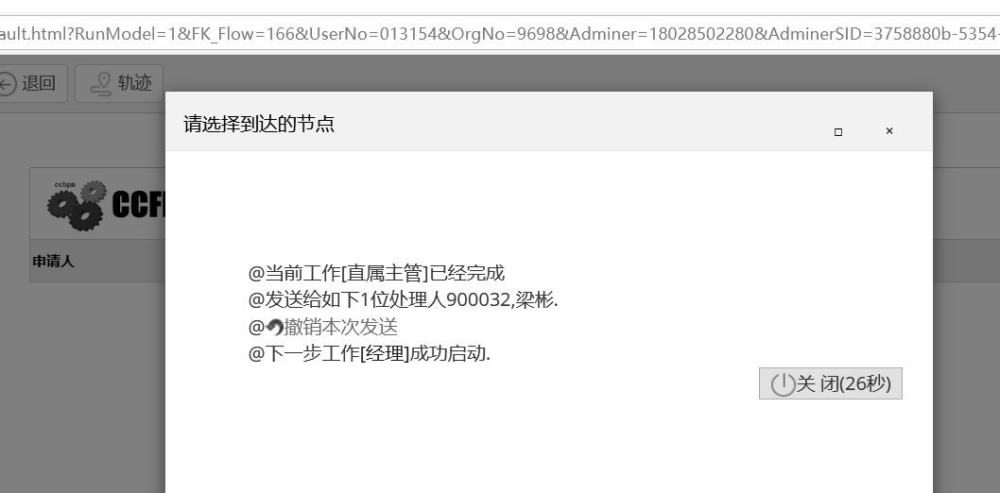 ault.html?RunModel=1&FK_Flow=166&UserNo=013154&OrgNo=9698&Adminer=18028502280&AdminerSID=3758880b-5354-
退回
轨迹
请选择到达的节点
ccbpm
CCFl
申请人
@当前工作[直属主管]已经完成
@发送给如下1位处理人900032,梁彬.
@撤销本次发送
@下一步工作[经理]成功启动.
关 闭(26秒)